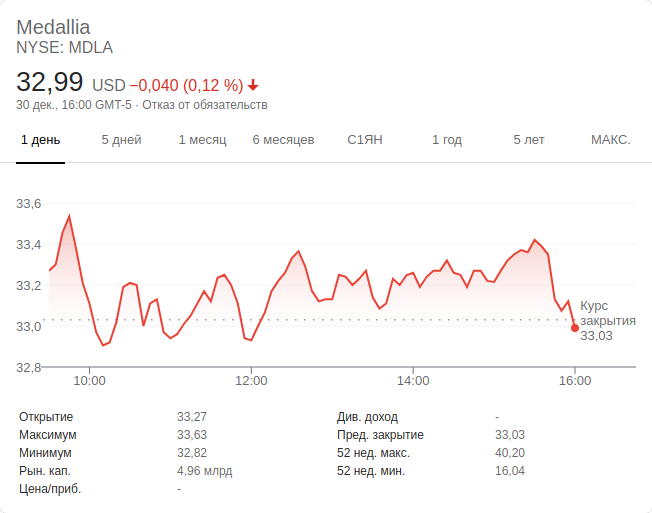 Medallia
NYSE: MDLA
32,99 USD −0,040 (0,12 %)
30 дек., 16:00 GMT-5 · Отказ от обязательств
1 день 5 дней 1 месяц 6 месяцев С1ЯН 1 год 5 лет МАКС.
33,6
33,4
33,2
33,0
32,8
Курс
закрытия
33,03
10:00 12:00 14:00 16:00
Открытие 33,27 Див. доход -
Максимум 33,63 Пред. закрытие 33,03
Минимум 32,82 52 нед. макс. 40,20
Рын. кап. 4,96 млрд 52 нед. мин. 16,04
Цена/приб. -